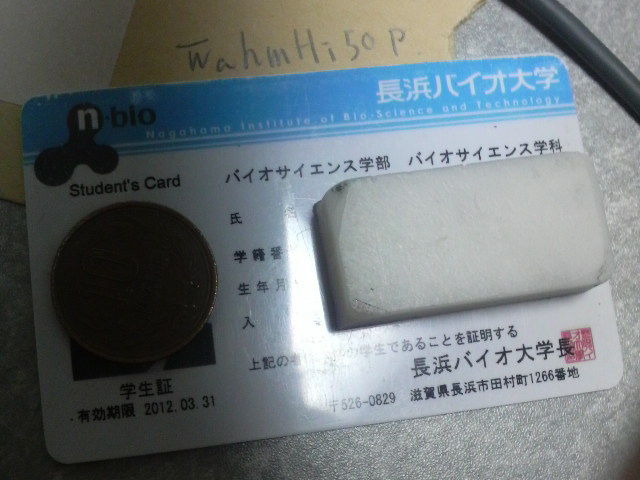 WahmHi50P
長浜バイオ大学
n·bio
Nagahama Institute of Bio-Science and Technology
Student's Card
バイオサイエンス学部 バイオサイエンス学科
氏
学籍番
生年月
入
上記の 学生であることを証明する
長浜バイオ大学長
学生証
有効期限 2012.03.31
〒526-0829 滋賀県長浜市田村町1266番地
10